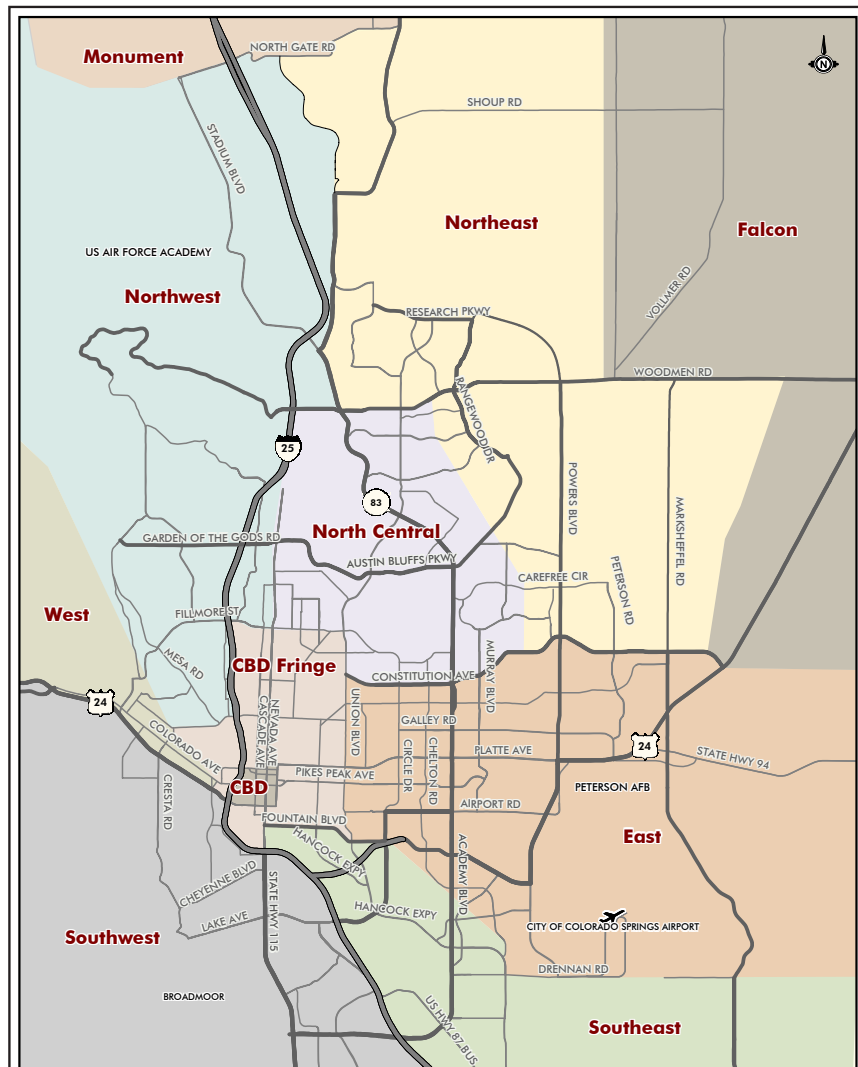 NORTH GATE RD
Monument
N
SHOUP RD
STADIUM BLVD
Northeast
Falcon
US AIR FORCE ACADEMY
Northwest
VOLLMER RD
RESEARCH PKWY
WOODMEN RD
RANGEWOOD DR
25
83
POWERS BLVD
MARKSHEFFEL RD
North Central
GARDEN OF THE GODS RD
AUSTIN BLUFFS PKWY
CAREFREE CIR
PETERSON RD
West
FILLMORE ST
MESA RD
CBD Fringe
CONSTITUTION AVE
MURRAY BLVD
24
NEVADA AVE
CASCADE AVE
UNION BLVD
GALLEY RD
COLORADO AVE
CIRCLE DR
CHELTON RD
PLATTE AVE
24
STATE HWY 94
PIKES PEAK AVE
CBD
PETERSON AFB
CRESTA RD
AIRPORT RD
FOUNTAIN BLVD
East
HANCOCK EXPY
ACADEMY BLVD
CHEYENNE BLVD
STATE HWY 115
LAKE AVE
HANCOCK EXPY
CITY OF COLORADO SPRINGS AIRPORT
Southwest
DRENNAN RD
BROADMOOR
US HWY 87 BUS.
Southeast